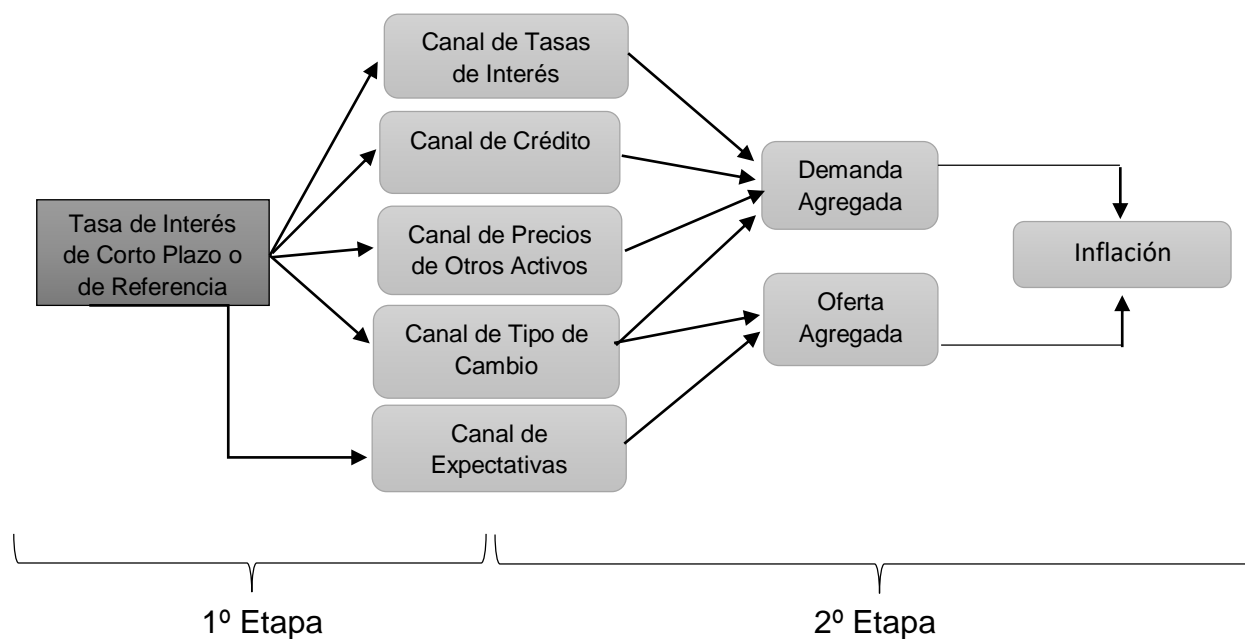 Canal de Tasas
de Interés
Canal de Crédito
Tasa de Interés
de Corto Plazo o
de Referencia
Canal de Precios
de Otros Activos
Canal de Tipo de
Cambio
Canal de
Expectativas
Demanda
Agregada
Oferta
Agregada
Inflación
1º Etapa
2º Etapa